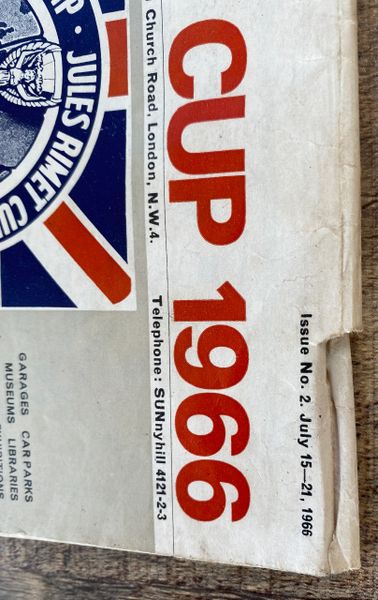 Issue No. 2. July 15—21, 1966
CUP 1966
Church Road, London, N.W.4.
Telephone: SUNnyhill 4121-2-3
JULES RIMET CUP
GARAGES CAR PARKS
MUSEUMS LIBRARIES